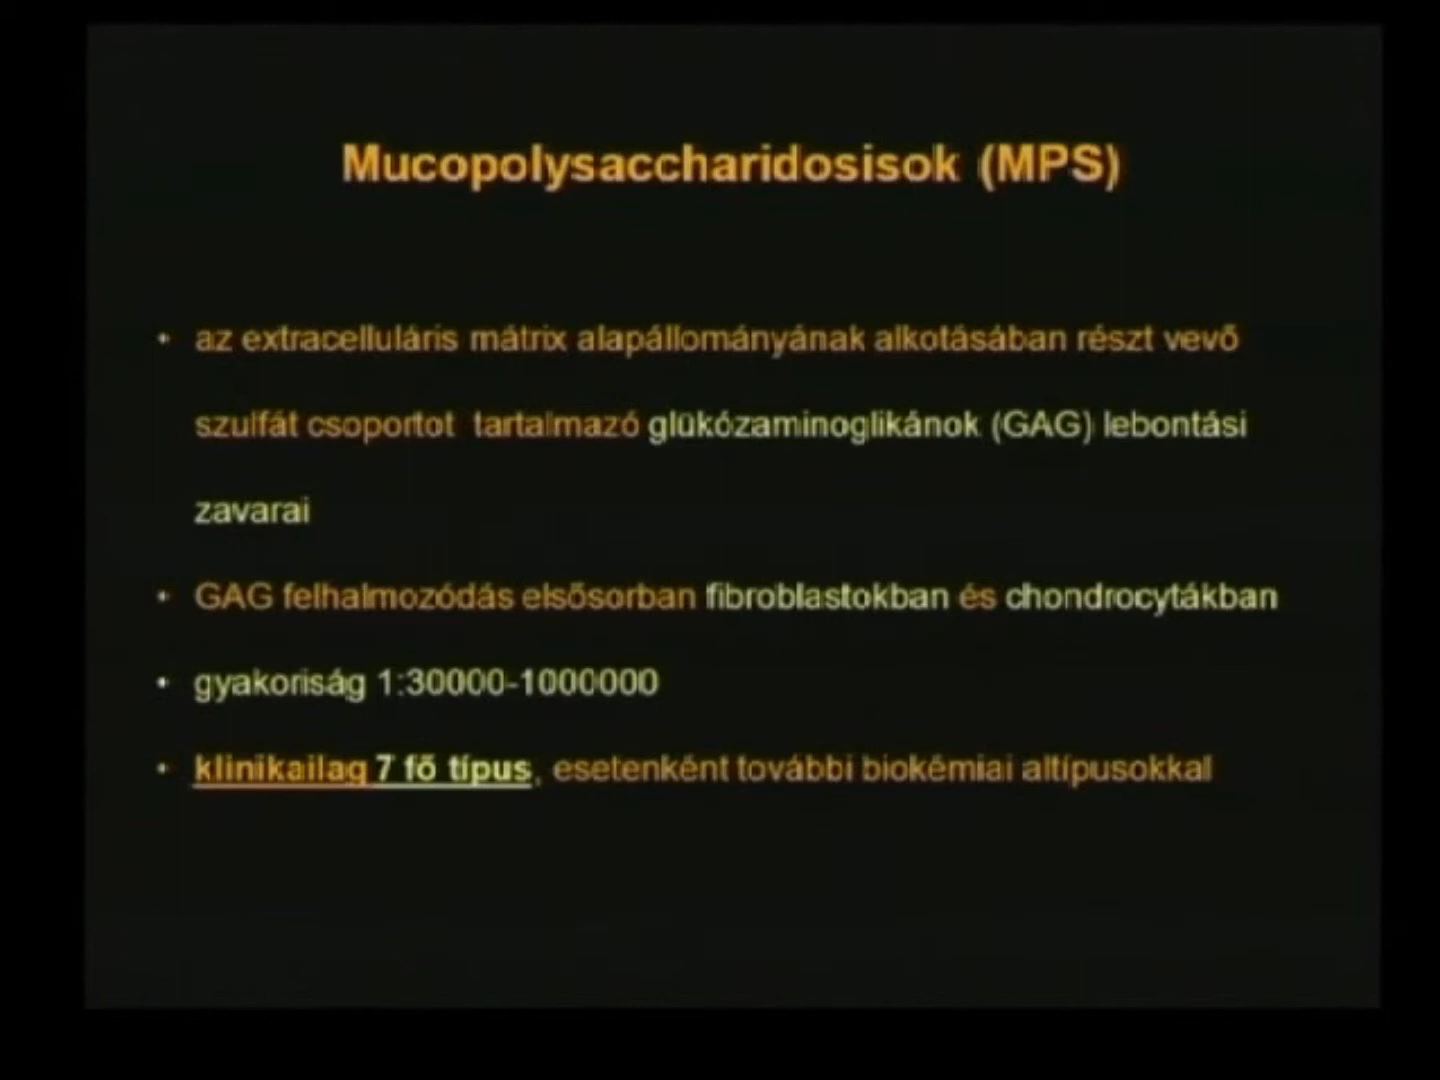 Mucopolysaccharidosisok (MPS)
• az extracelluláris mátrix alapállományának alkotásában részt vevő
szulfát csoportot tartalmazó glükózaminoglikánok (GAG) lebontási
zavarai
• GAG felhalmozódás elsősorban fibroblastokban és chondrocytákban
• gyakoriság 1:30000-1000000
• klinikailag 7 fő típus, esetenként további biokémiai altípusokkal